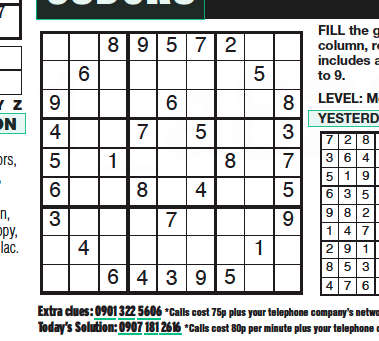 7
8 9 5 7 2
6 5
9 6 8
4 7 5 3
5 1 8 7
6 8 4 5
3 7 9
4 1
6 4 3 9 5
Y Z
ON
ors,
n,
opy,
lac.
FILL the g
column, r
includes a
to 9.
LEVEL: M
YESTERD
7 2 8
3 6 4
5 1 9
6 3 5
9 8 2
1 4 7
2 9 1
8 5 3
4 7 6
Extra clues: 0901 322 5606 *Calls cost 75p plus your telephone company's netwo
Today's Solution: 0907 181 2616 *Calls cost 80p per minute plus your telephone c